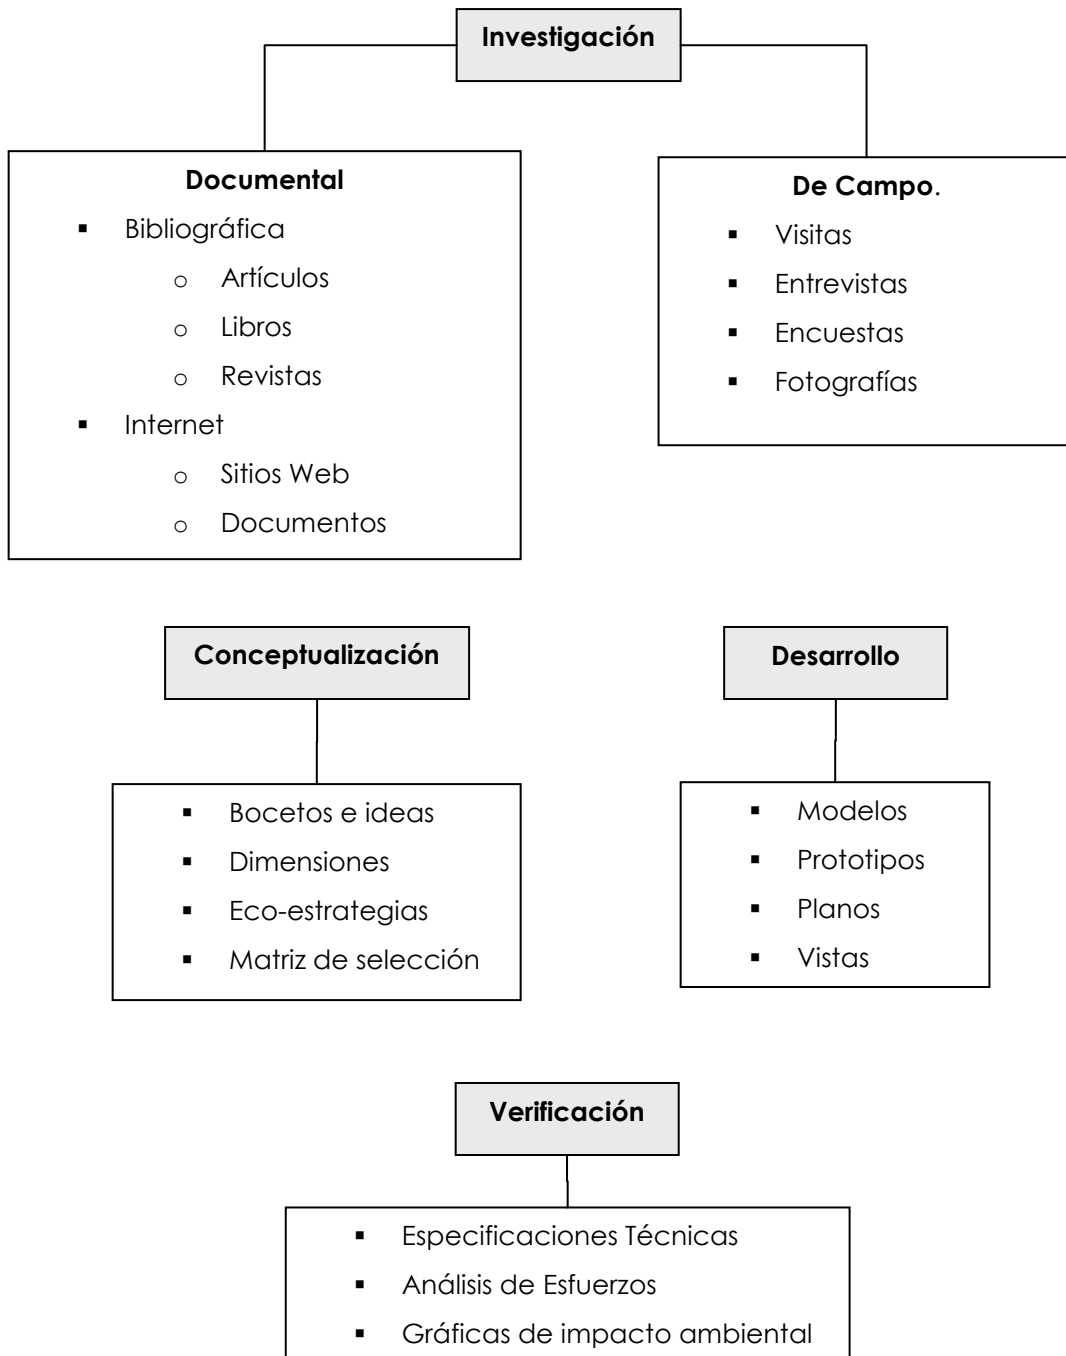 Investigación
Documental
▪ Bibliográfica
o Artículos
o Libros
o Revistas
▪ Internet
o Sitios Web
o Documentos
De Campo.
▪ Visitas
▪ Entrevistas
▪ Encuestas
▪ Fotografías
Conceptualización
▪ Bocetos e ideas
▪ Dimensiones
▪ Eco-estrategias
▪ Matriz de selección
Desarrollo
▪ Modelos
▪ Prototipos
▪ Planos
▪ Vistas
Verificación
▪ Especificaciones Técnicas
▪ Análisis de Esfuerzos
▪ Gráficas de impacto ambiental